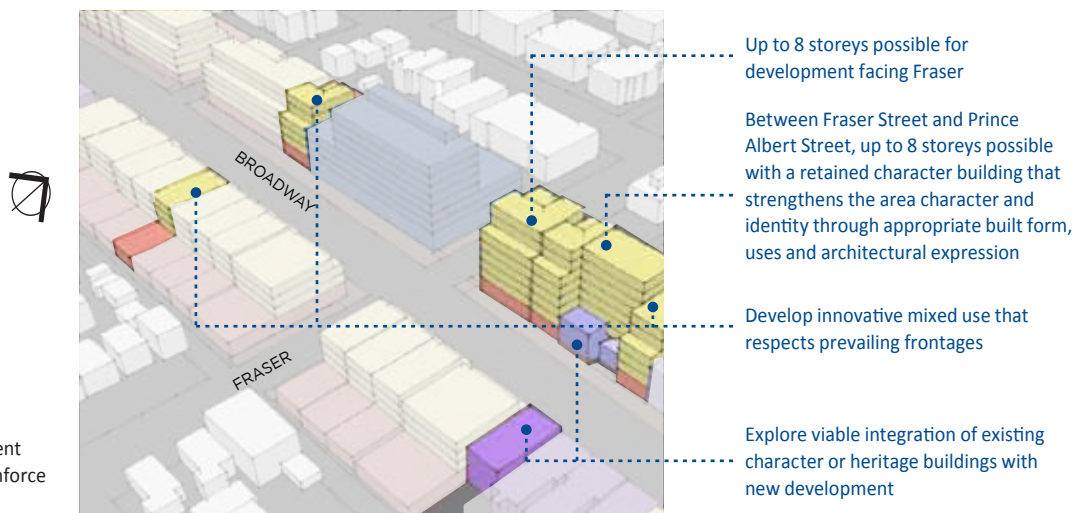 Up to 8 storeys possible for
development facing Fraser
Between Fraser Street and Prince
Albert Street, up to 8 storeys possible
with a retained character building that
strengthens the area character and
identity through appropriate built form,
uses and architectural expression
BROADWAY
Develop innovative mixed use that
respects prevailing frontages
FRASER
Explore viable integration of existing
character or heritage buildings with
new development
ent
nforce